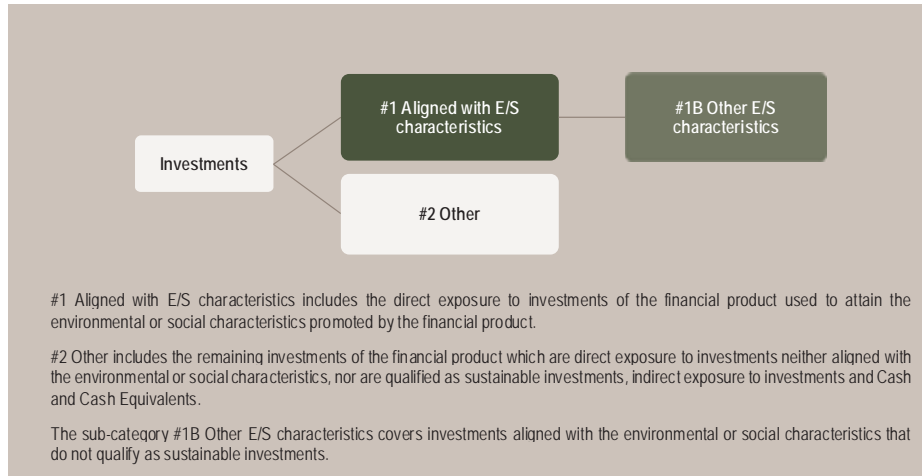 #1 Aligned with E/S
characteristics
#1B Other E/S
characteristics
Investments
#2 Other
#1 Aligned with E/S characteristics includes the direct exposure to investments of the financial product used to attain the
environmental or social characteristics promoted by the financial product.
#2 Other includes the remaining investments of the financial product which are direct exposure to investments neither aligned with
the environmental or social characteristics, nor are qualified as sustainable investments, indirect exposure to investments and Cash
and Cash Equivalents.
The sub-category #1B Other E/S characteristics covers investments aligned with the environmental or social characteristics that
do not qualify as sustainable investments.